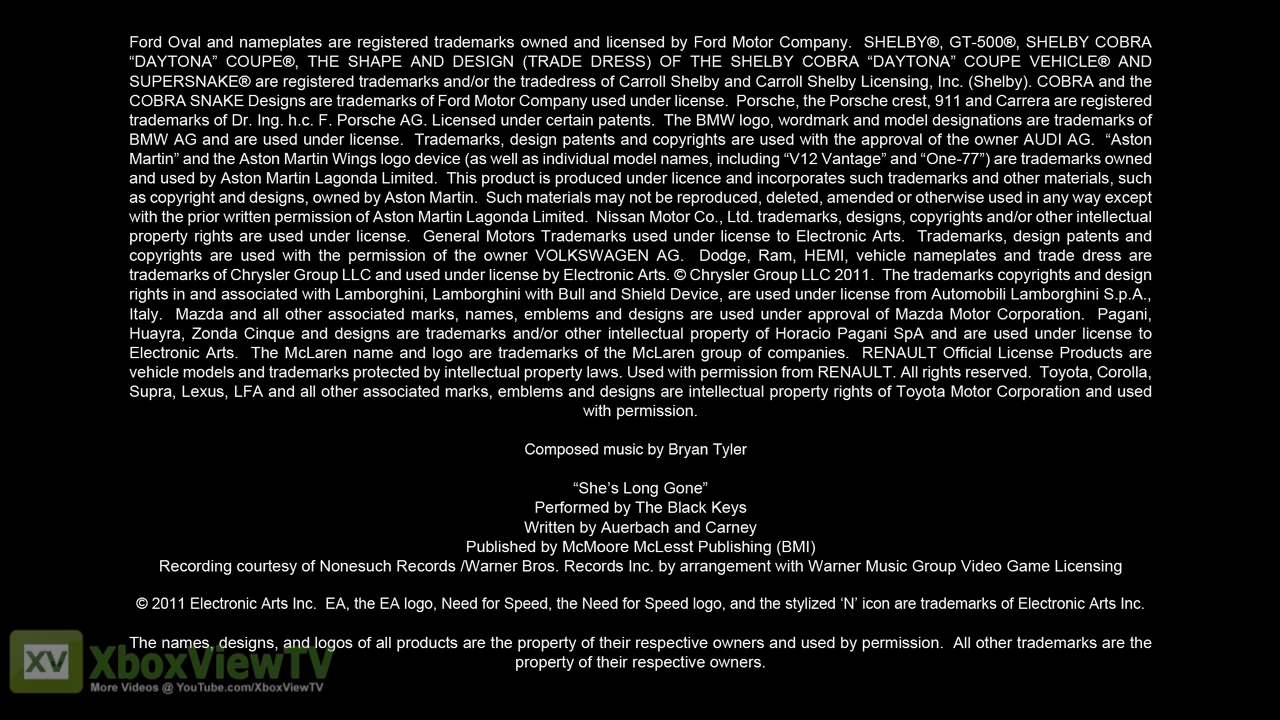 Ford Oval and nameplates are registered trademarks owned and licensed by Ford Motor Company. SHELBY®, GT-500®, SHELBY COBRA
“DAYTONA” COUPE®, THE SHAPE AND DESIGN (TRADE DRESS) OF THE SHELBY COBRA “DAYTONA” COUPE VEHICLE® AND
SUPERSNAKE® are registered trademarks and/or the tradedress of Carroll Shelby and Carroll Shelby Licensing, Inc. (Shelby). COBRA and the
COBRA SNAKE Designs are trademarks of Ford Motor Company used under license. Porsche, the Porsche crest, 911 and Carrera are registered
trademarks of Dr. Ing. h.c. F. Porsche AG. Licensed under certain patents. The BMW logo, wordmark and model designations are trademarks of
BMW AG and are used under license. Trademarks, design patents and copyrights are used with the approval of the owner AUDI AG. “Aston
Martin” and the Aston Martin Wings logo device (as well as individual model names, including “V12 Vantage” and “One-77”) are trademarks owned
and used by Aston Martin Lagonda Limited. This product is produced under licence and incorporates such trademarks and other materials, such
as copyright and designs, owned by Aston Martin. Such materials may not be reproduced, deleted, amended or otherwise used in any way except
with the prior written permission of Aston Martin Lagonda Limited. Nissan Motor Co., Ltd. trademarks, designs, copyrights and/or other intellectual
property rights are used under license. General Motors Trademarks used under license to Electronic Arts. Trademarks, design patents and
copyrights are used with the permission of the owner VOLKSWAGEN AG. Dodge, Ram, HEMI, vehicle nameplates and trade dress are
trademarks of Chrysler Group LLC and used under license by Electronic Arts. © Chrysler Group LLC 2011. The trademarks copyrights and design
rights in and associated with Lamborghini, Lamborghini with Bull and Shield Device, are used under license from Automobili Lamborghini S.p.A.,
Italy. Mazda and all other associated marks, names, emblems and designs are used under approval of Mazda Motor Corporation. Pagani,
Huayra, Zonda Cinque and designs are trademarks and/or other intellectual property of Horacio Pagani SpA and are used under license to
Electronic Arts. The McLaren name and logo are trademarks of the McLaren group of companies. RENAULT Official License Products are
vehicle models and trademarks protected by intellectual property laws. Used with permission from RENAULT. All rights reserved. Toyota, Corolla,
Supra, Lexus, LFA and all other associated marks, emblems and designs are intellectual property rights of Toyota Motor Corporation and used
with permission.
Composed music by Bryan Tyler
“She’s Long Gone”
Performed by The Black Keys
Written by Auerbach and Carney
Published by McMoore McLesst Publishing (BMI)
Recording courtesy of Nonesuch Records /Warner Bros. Records Inc. by arrangement with Warner Music Group Video Game Licensing
© 2011 Electronic Arts Inc. EA, the EA logo, Need for Speed, the Need for Speed logo, and the stylized ‘N’ icon are trademarks of Electronic Arts Inc.
The names, designs, and logos of all products are the property of their respective owners and used by permission. All other trademarks are the
property of their respective owners.
XV XboxViewTV
More Videos @ YouTube.com/XboxViewTV